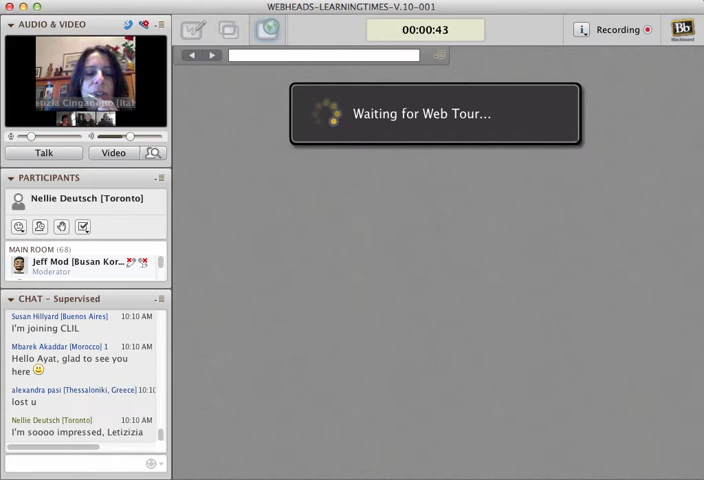 WEBHEADS-LEARNINGTIMES-V.10-001
AUDIO & VIDEO
00:00:43
Recording
Bb
Waiting for Web Tour...
Talk
Video
PARTICIPANTS
Nellie Deutsch [Toronto]
MAIN ROOM (68)
Jeff Mod [Busan Kor...
Moderator
CHAT - Supervised
Susan Hillyard [Buenos Aires] 10:10 AM
I'm joining CLIL
Mbarek Akaddar [Morocco] 1 10:10 AM
Hello Ayat, glad to see you
here
alexandra pasi [Thessaloniki, Greece] 10:10
lost u
Nellie Deutsch [Toronto] 10:10 AM
I'm soooo impressed, Letizizia